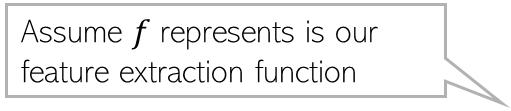 Assume f represents is our
feature extraction function